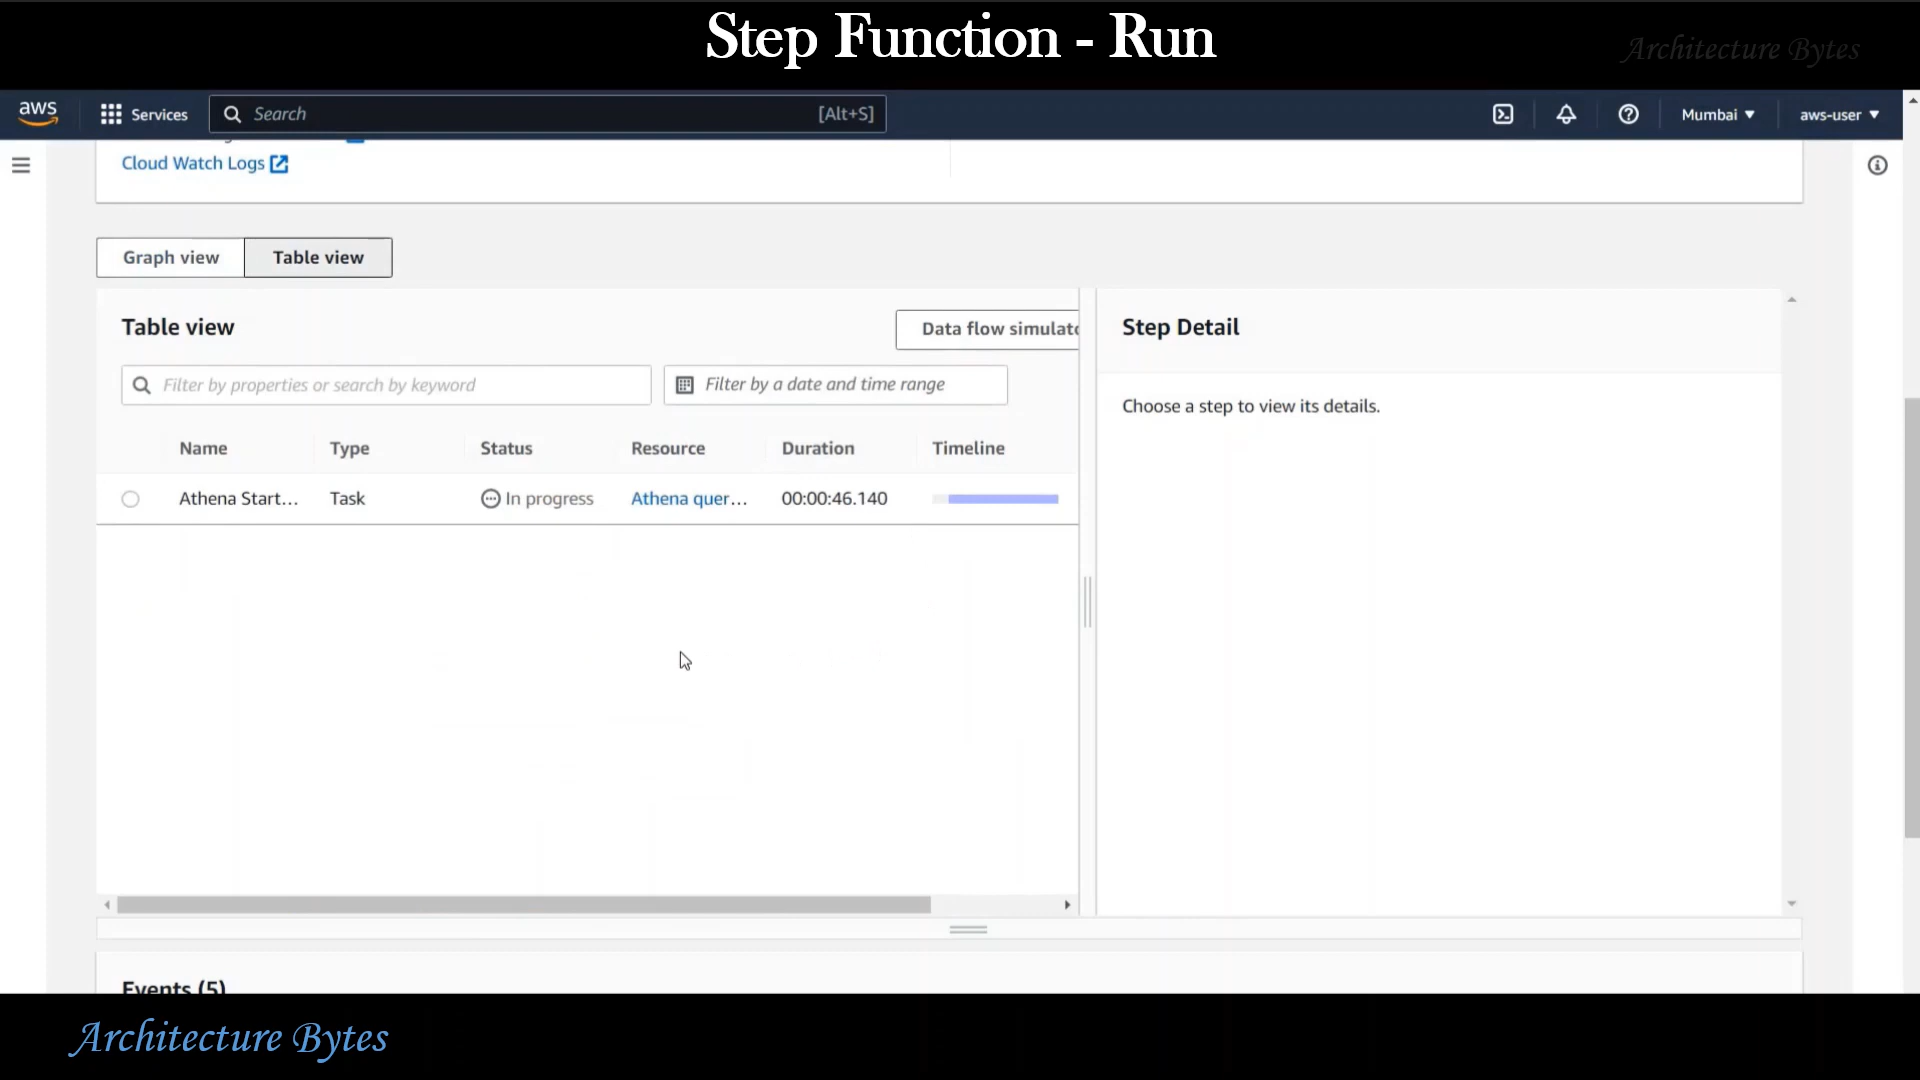 Step Function - Run
Architecture Bytes
aws
Services
Search
[Alt+S]
Mumbai
aws-user
Cloud Watch Logs
Graph view
Table view
Table view
Data flow simulato
Step Detail
Filter by properties or search by keyword
Filter by a date and time range
Choose a step to view its details.
Name Type Status Resource Duration Timeline
Athena Start... Task In progress Athena quer... 00:00:46.140
Events (5)
Architecture Bytes